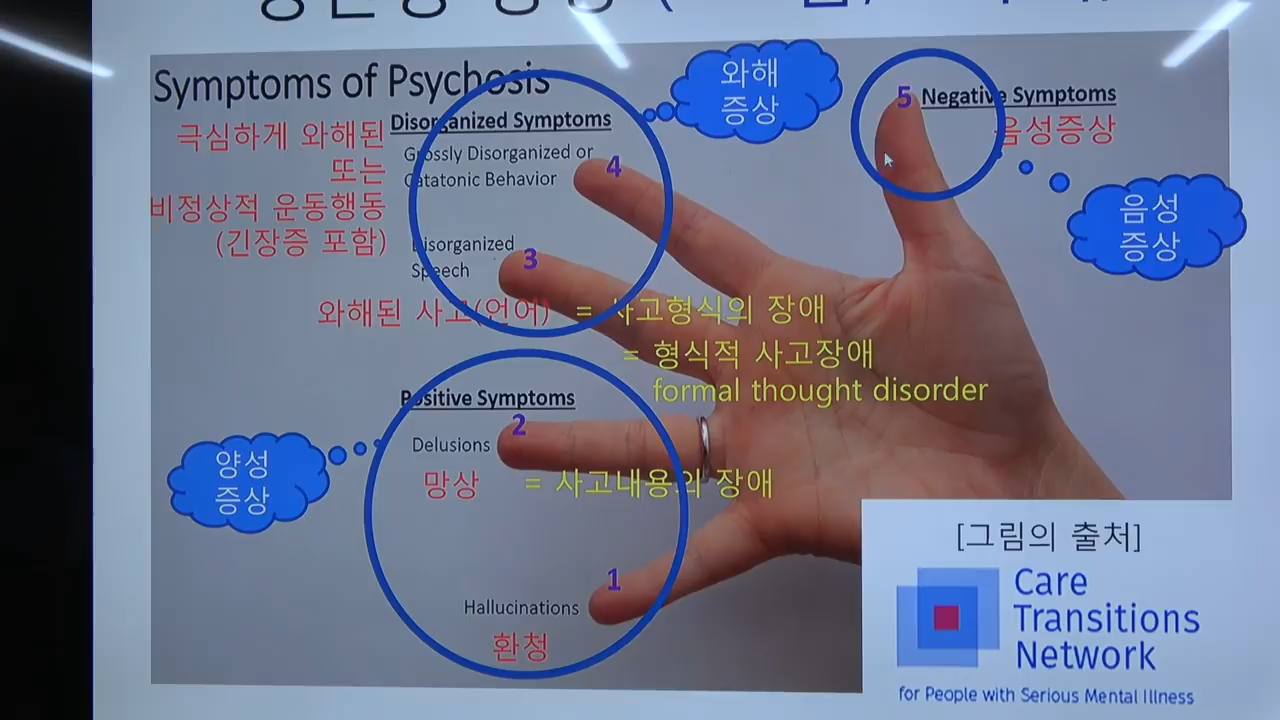 Symptoms of Psychosis
와해
증상
5 Negative Symptoms
음성증상
음성
증상
Disorganized Symptoms
극심하게 와해된
또는
비정상적 운동행동
(긴장증 포함)
Grossly Disorganized or
Catatonic Behavior
4
Disorganized
Speech
3
와해된 사고(언어) = 사고형식의 장애
= 형식적 사고장애
formal thought disorder
Positive Symptoms
양성
증상
2
Delusions
망상 = 사고내용의 장애
1
Hallucinations
환청
[그림의 출처]
Care
Transitions
Network
for People with Serious Mental Illness